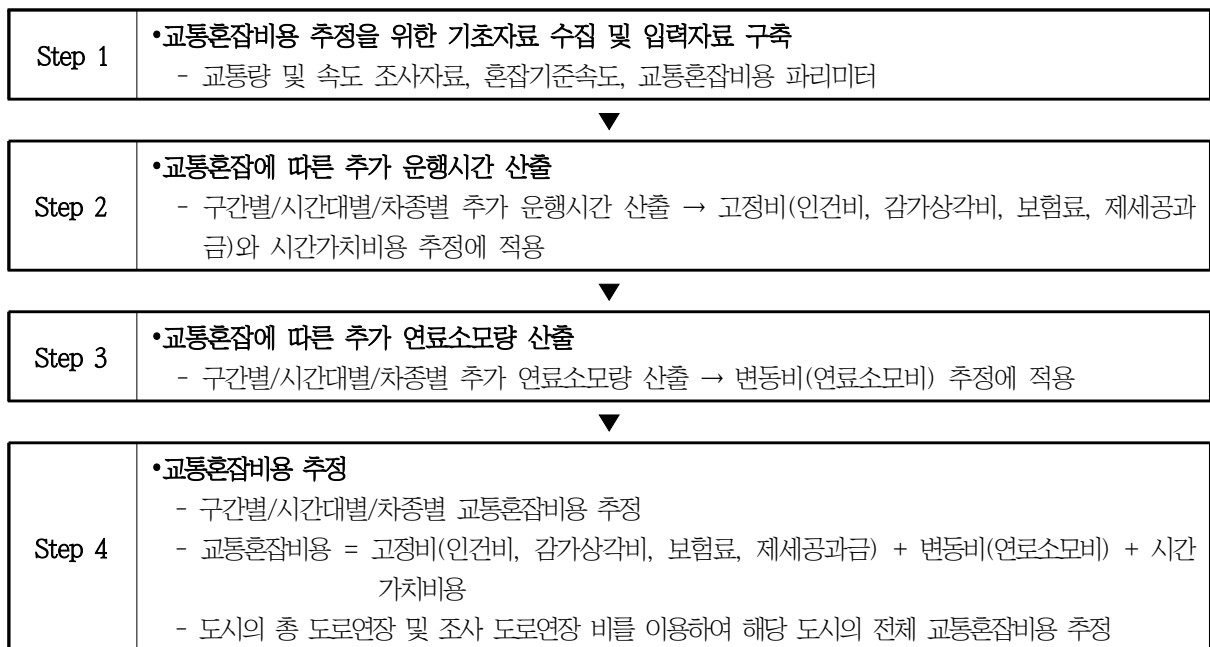 Step 1
•교통혼잡비용 추정을 위한 기초자료 수집 및 입력자료 구축
- 교통량 및 속도 조사자료, 혼잡기준속도, 교통혼잡비용 파리미터
▼
Step 2
•교통혼잡에 따른 추가 운행시간 산출
- 구간별/시간대별/차종별 추가 운행시간 산출 → 고정비(인건비, 감가상각비, 보험료, 제세공과
금)와 시간가치비용 추정에 적용
▼
Step 3
•교통혼잡에 따른 추가 연료소모량 산출
- 구간별/시간대별/차종별 추가 연료소모량 산출 → 변동비(연료소모비) 추정에 적용
▼
Step 4
•교통혼잡비용 추정
- 구간별/시간대별/차종별 교통혼잡비용 추정
- 교통혼잡비용 = 고정비(인건비, 감가상각비, 보험료, 제세공과금) + 변동비(연로소모비) + 시간
가치비용
- 도시의 총 도로연장 및 조사 도로연장 비를 이용하여 해당 도시의 전체 교통혼잡비용 추정